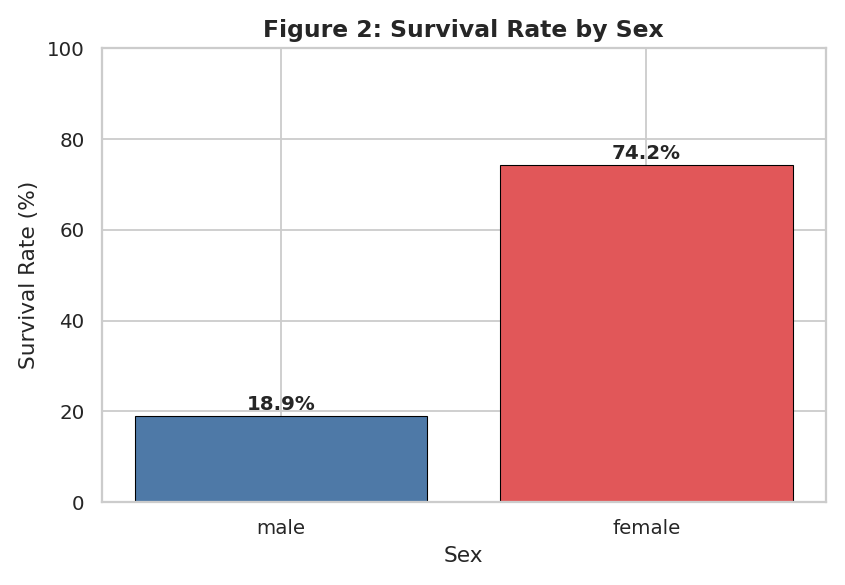 Figure 2: Survival Rate by Sex
Survival Rate (%)
100
80
60
40
20
0
18.9%
74.2%
male
female
Sex